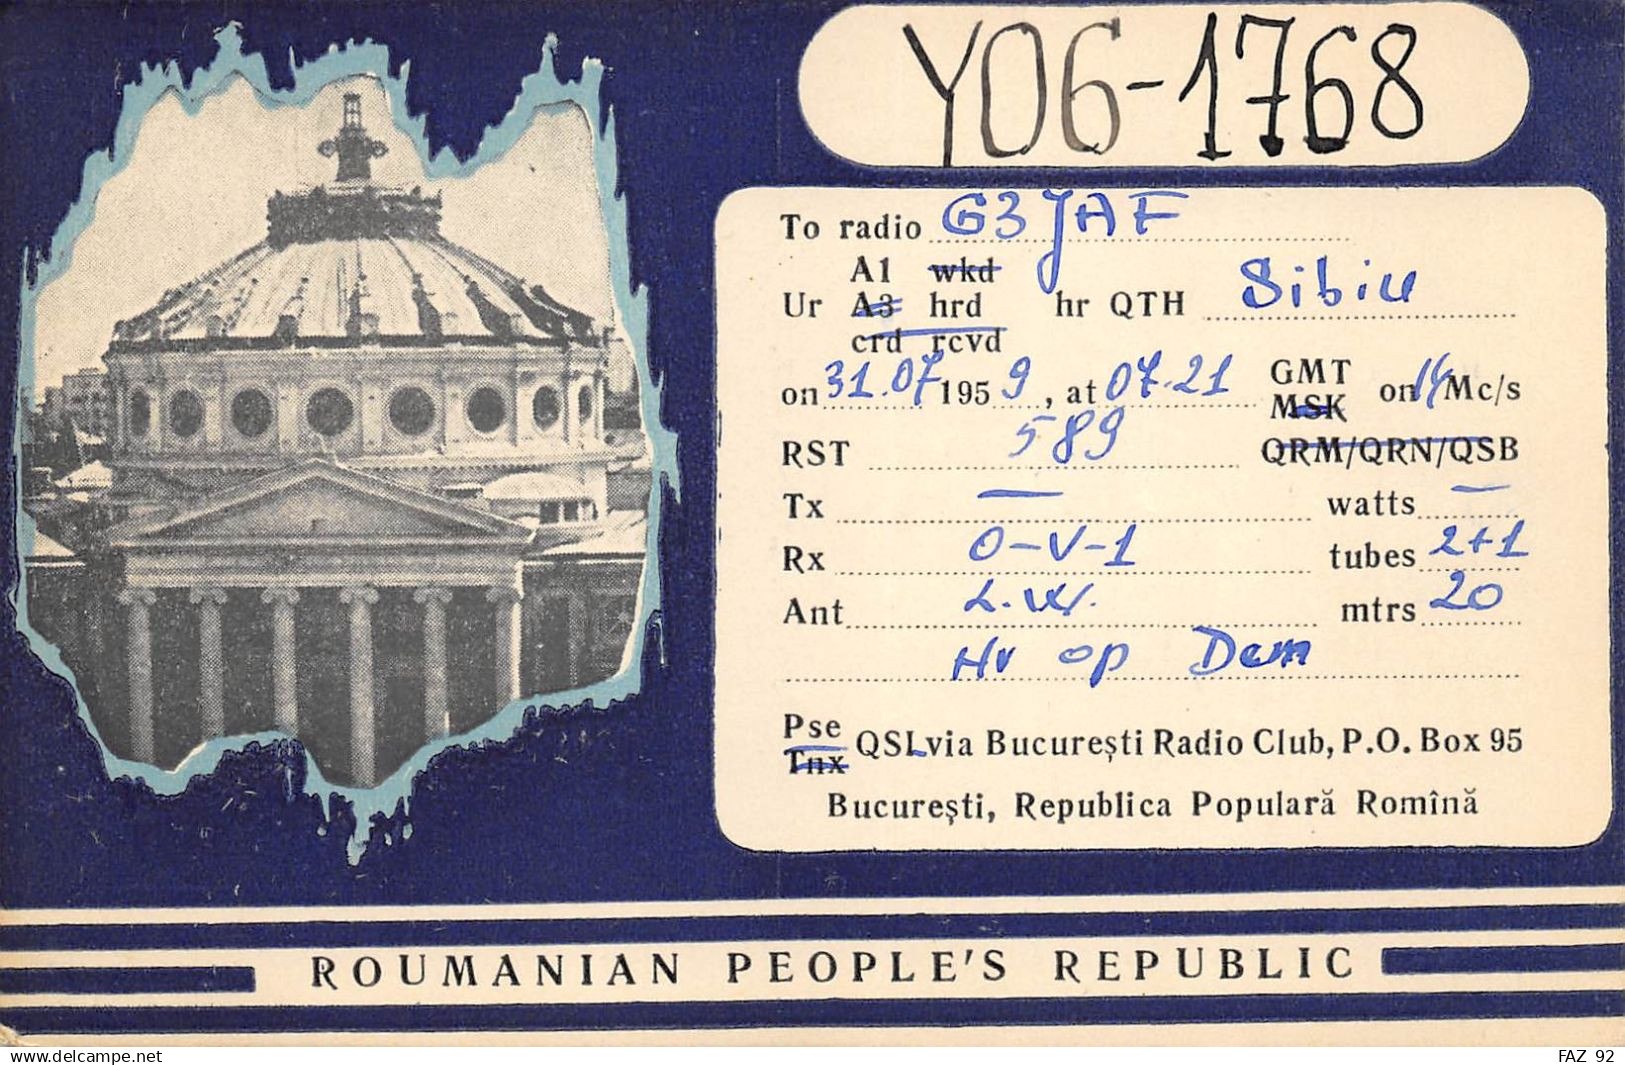 YO6-1768
To radio G3JAF
A1 wkd
Ur A3 hrd hr QTH Sibiu
crd rcvd
on 31.07 1959, at 07.21 GMT on 14 Mc/s
MSK
RST 589 QRM/QRN/QSB
Tx — watts —
Rx O-V-1 tubes 2+1
Ant L.W. mtrs 20
Hr op Dem
Pse
Tnx QSL via București Radio Club, P.O. Box 95
București, Republica Populară Romînă
ROUMANIAN PEOPLE'S REPUBLIC
www.delcampe.net
FAZ 92